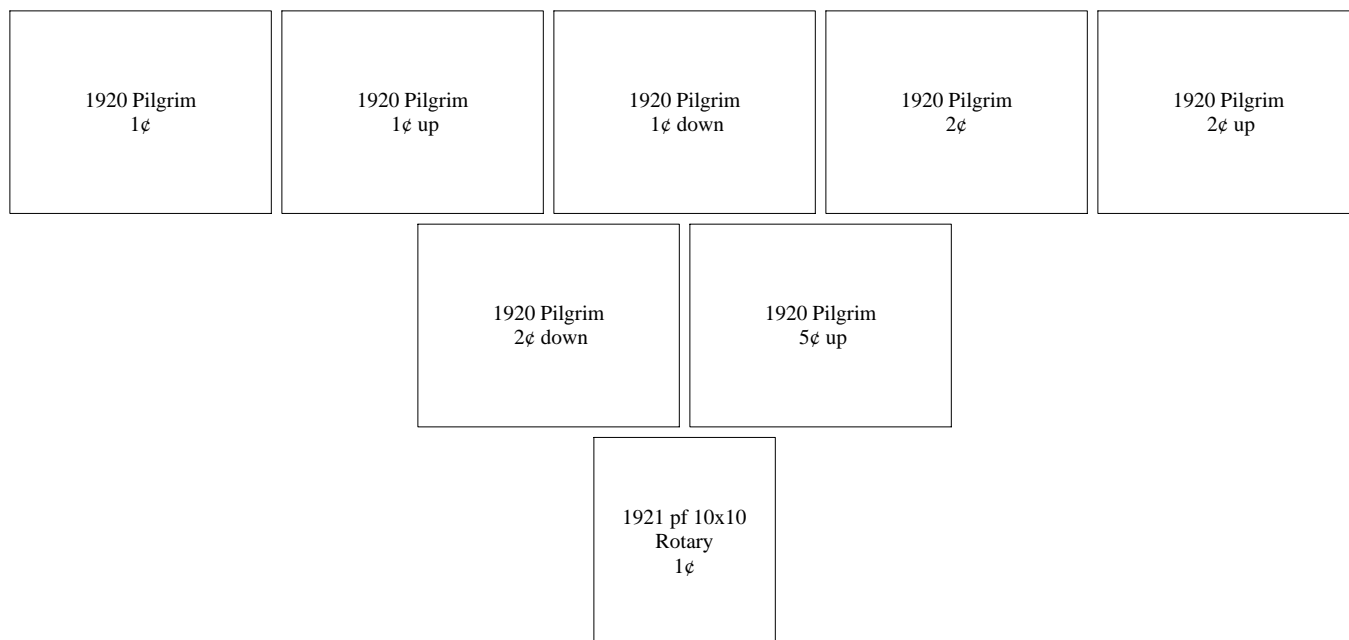 1920 Pilgrim
1¢
1920 Pilgrim
1¢ up
1920 Pilgrim
1¢ down
1920 Pilgrim
2¢
1920 Pilgrim
2¢ up
1920 Pilgrim
2¢ down
1920 Pilgrim
5¢ up
1921 pf 10x10
Rotary
1¢